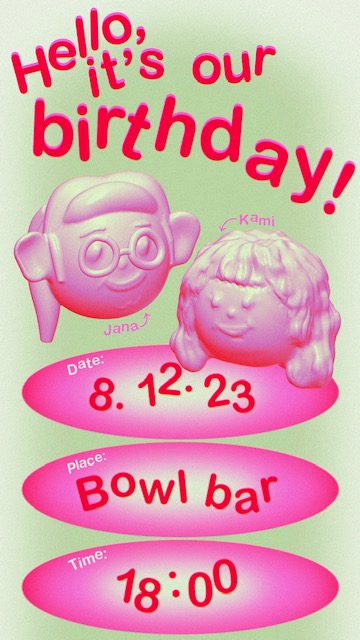 Hello,
it's our
birthday!
Kami
Jana
Date:
8. 12. 23
Place:
Bowl bar
Time:
18:00